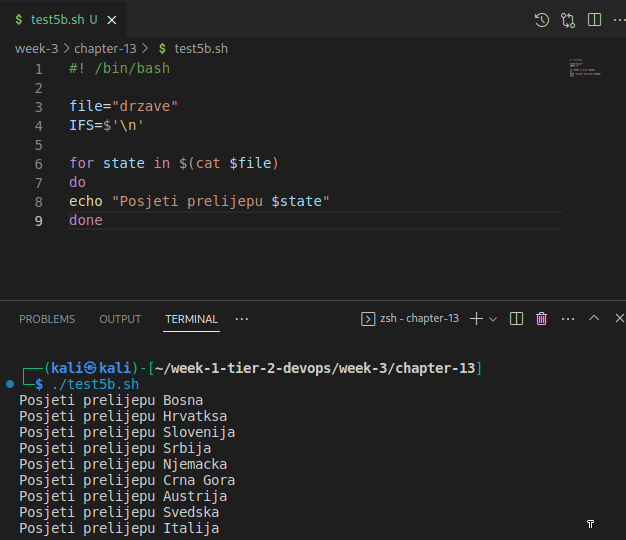 $ test5b.sh U ×
week-3 > chapter-13 > $ test5b.sh
1 #! /bin/bash
2
3 file="drzave"
4 IFS=$'\n'
5
6 for state in $(cat $file)
7 do
8 echo "Posjeti prelijepu $state"
9 done
PROBLEMS OUTPUT TERMINAL ··· zsh - chapter-13
┌──(kali㉿kali)-[~/week-1-tier-2-devops/week-3/chapter-13]
└─$ ./test5b.sh
Posjeti prelijepu Bosna
Posjeti prelijepu Hrvatksa
Posjeti prelijepu Slovenija
Posjeti prelijepu Srbija
Posjeti prelijepu Njemacka
Posjeti prelijepu Crna Gora
Posjeti prelijepu Austrija
Posjeti prelijepu Svedska
Posjeti prelijepu Italija